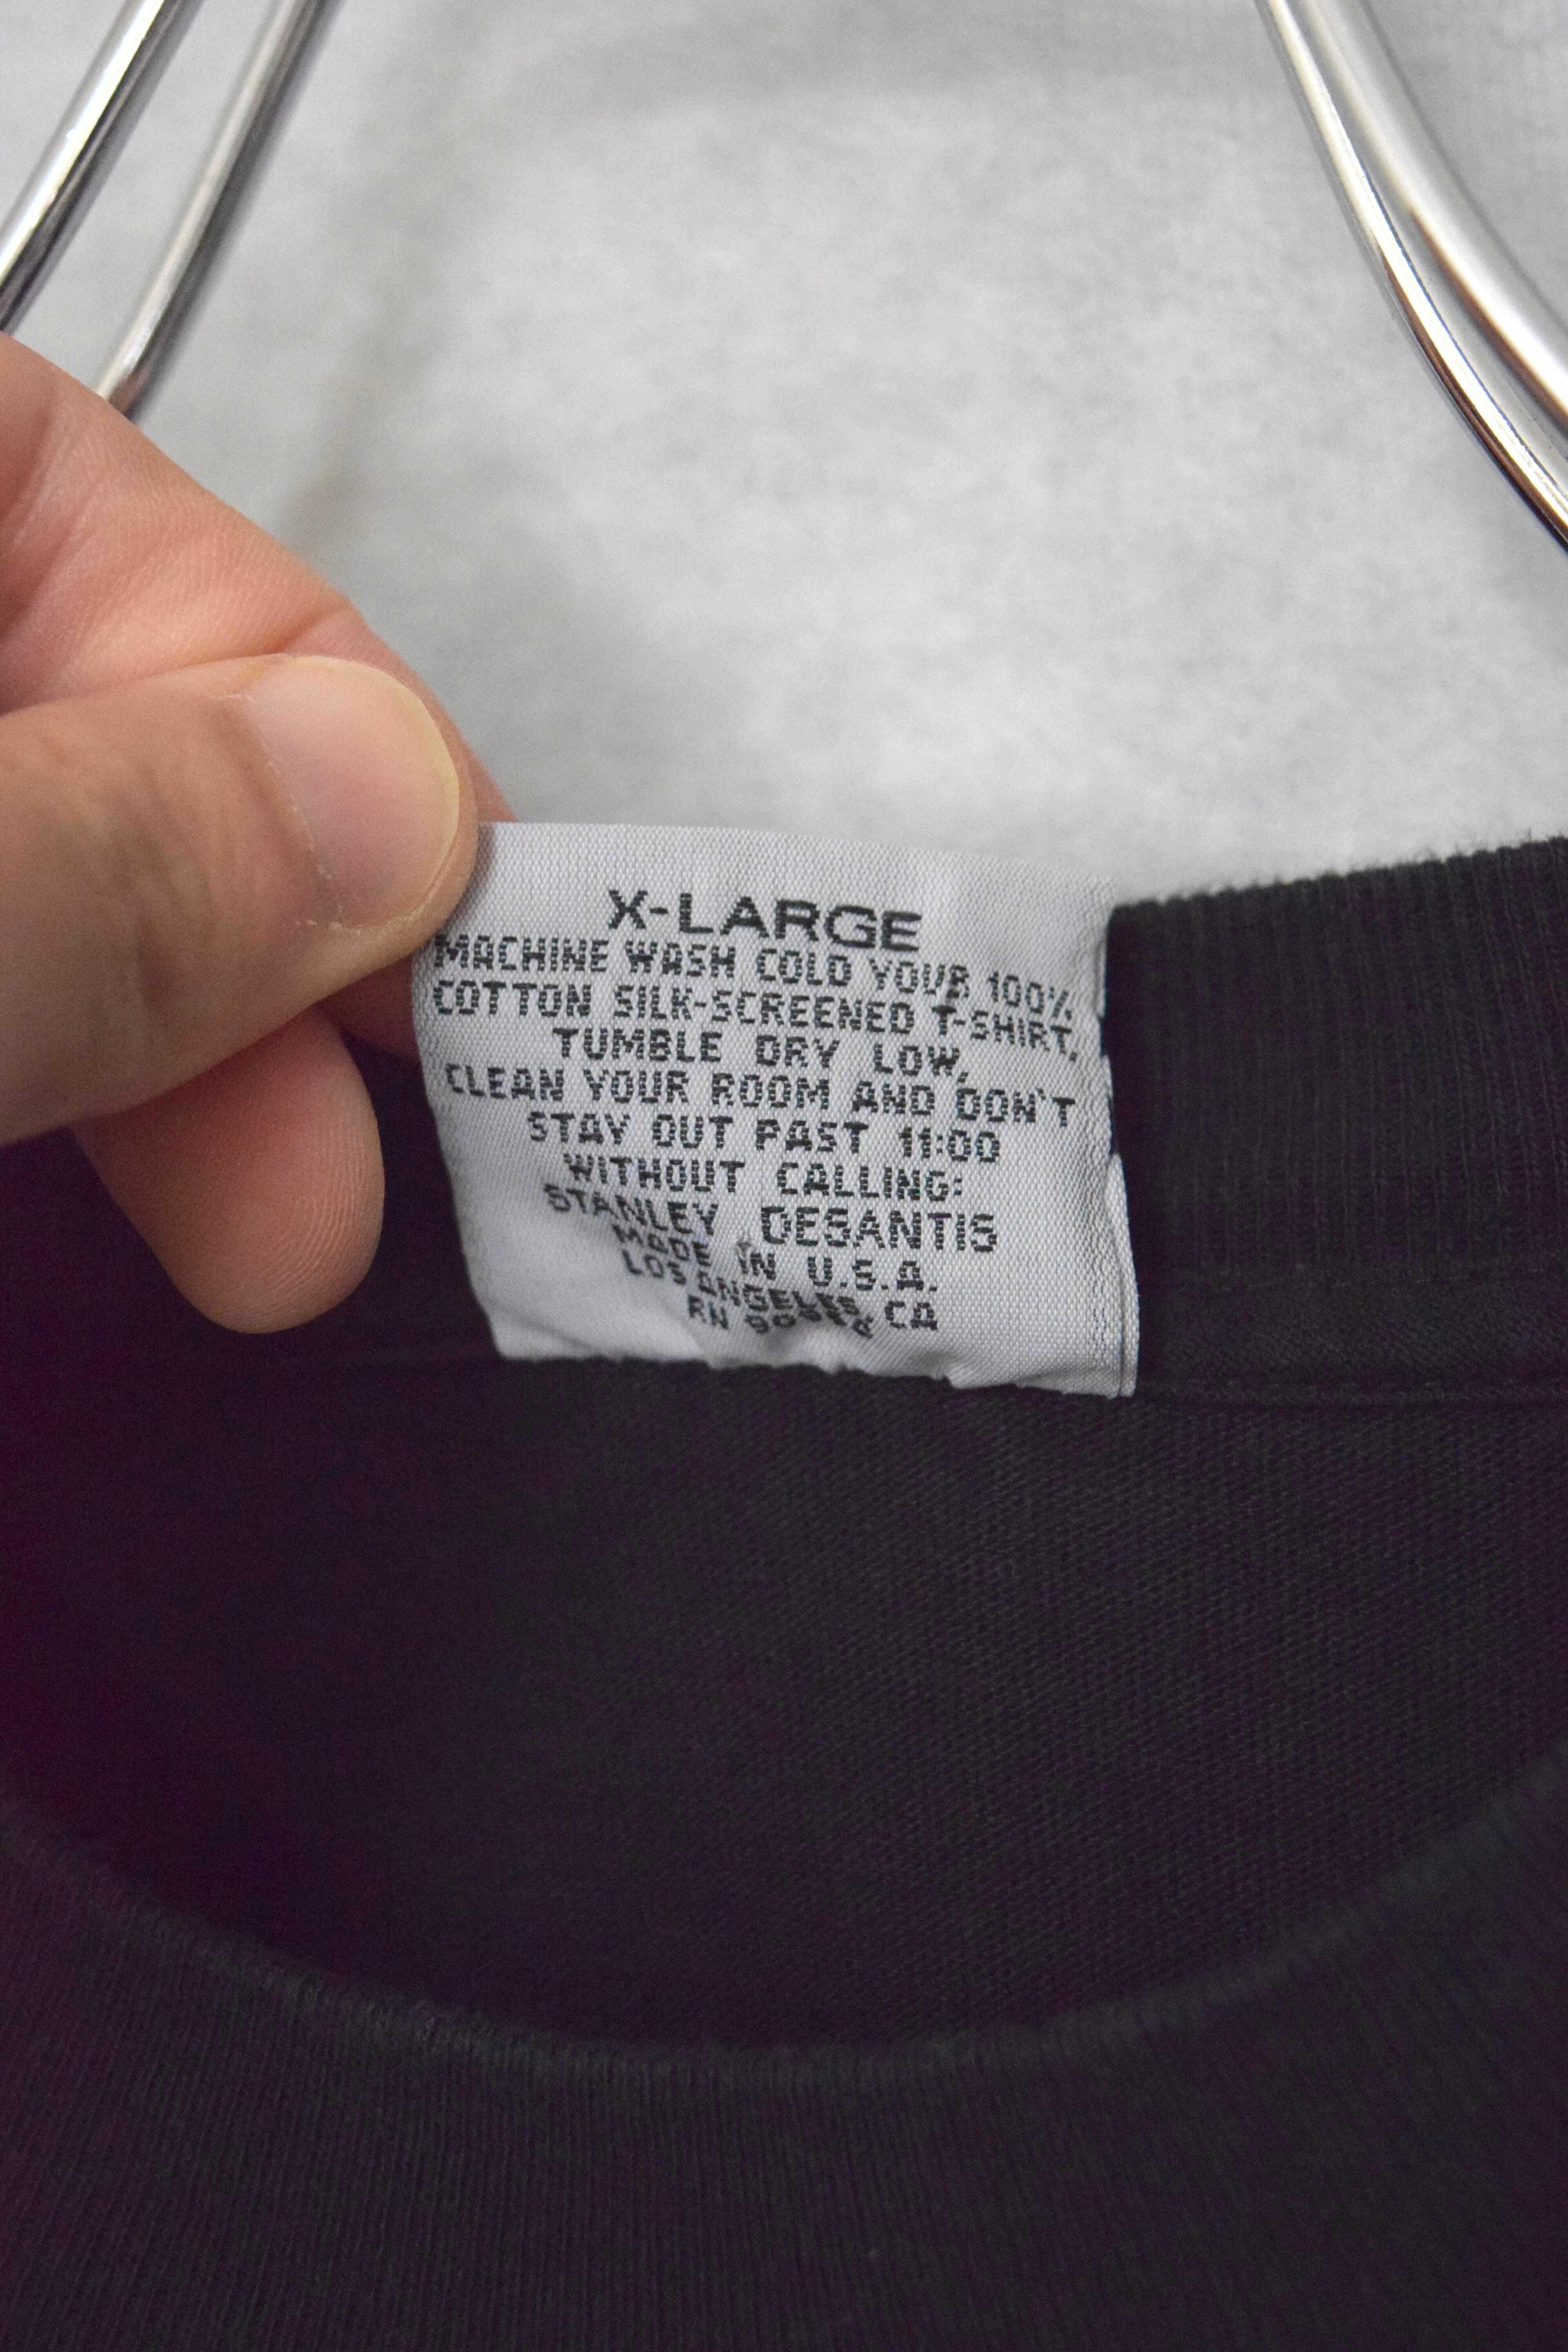 X-LARGE
MACHINE WASH COLD YOUR 100%
COTTON SILK-SCREENED T-SHIRT,
TUMBLE DRY LOW,
CLEAN YOUR ROOM AND DON'T
STAY OUT PAST 11:00
WITHOUT CALLING:
STANLEY DESANTIS
MADE IN U.S.A.
LOS ANGELES CA
RN